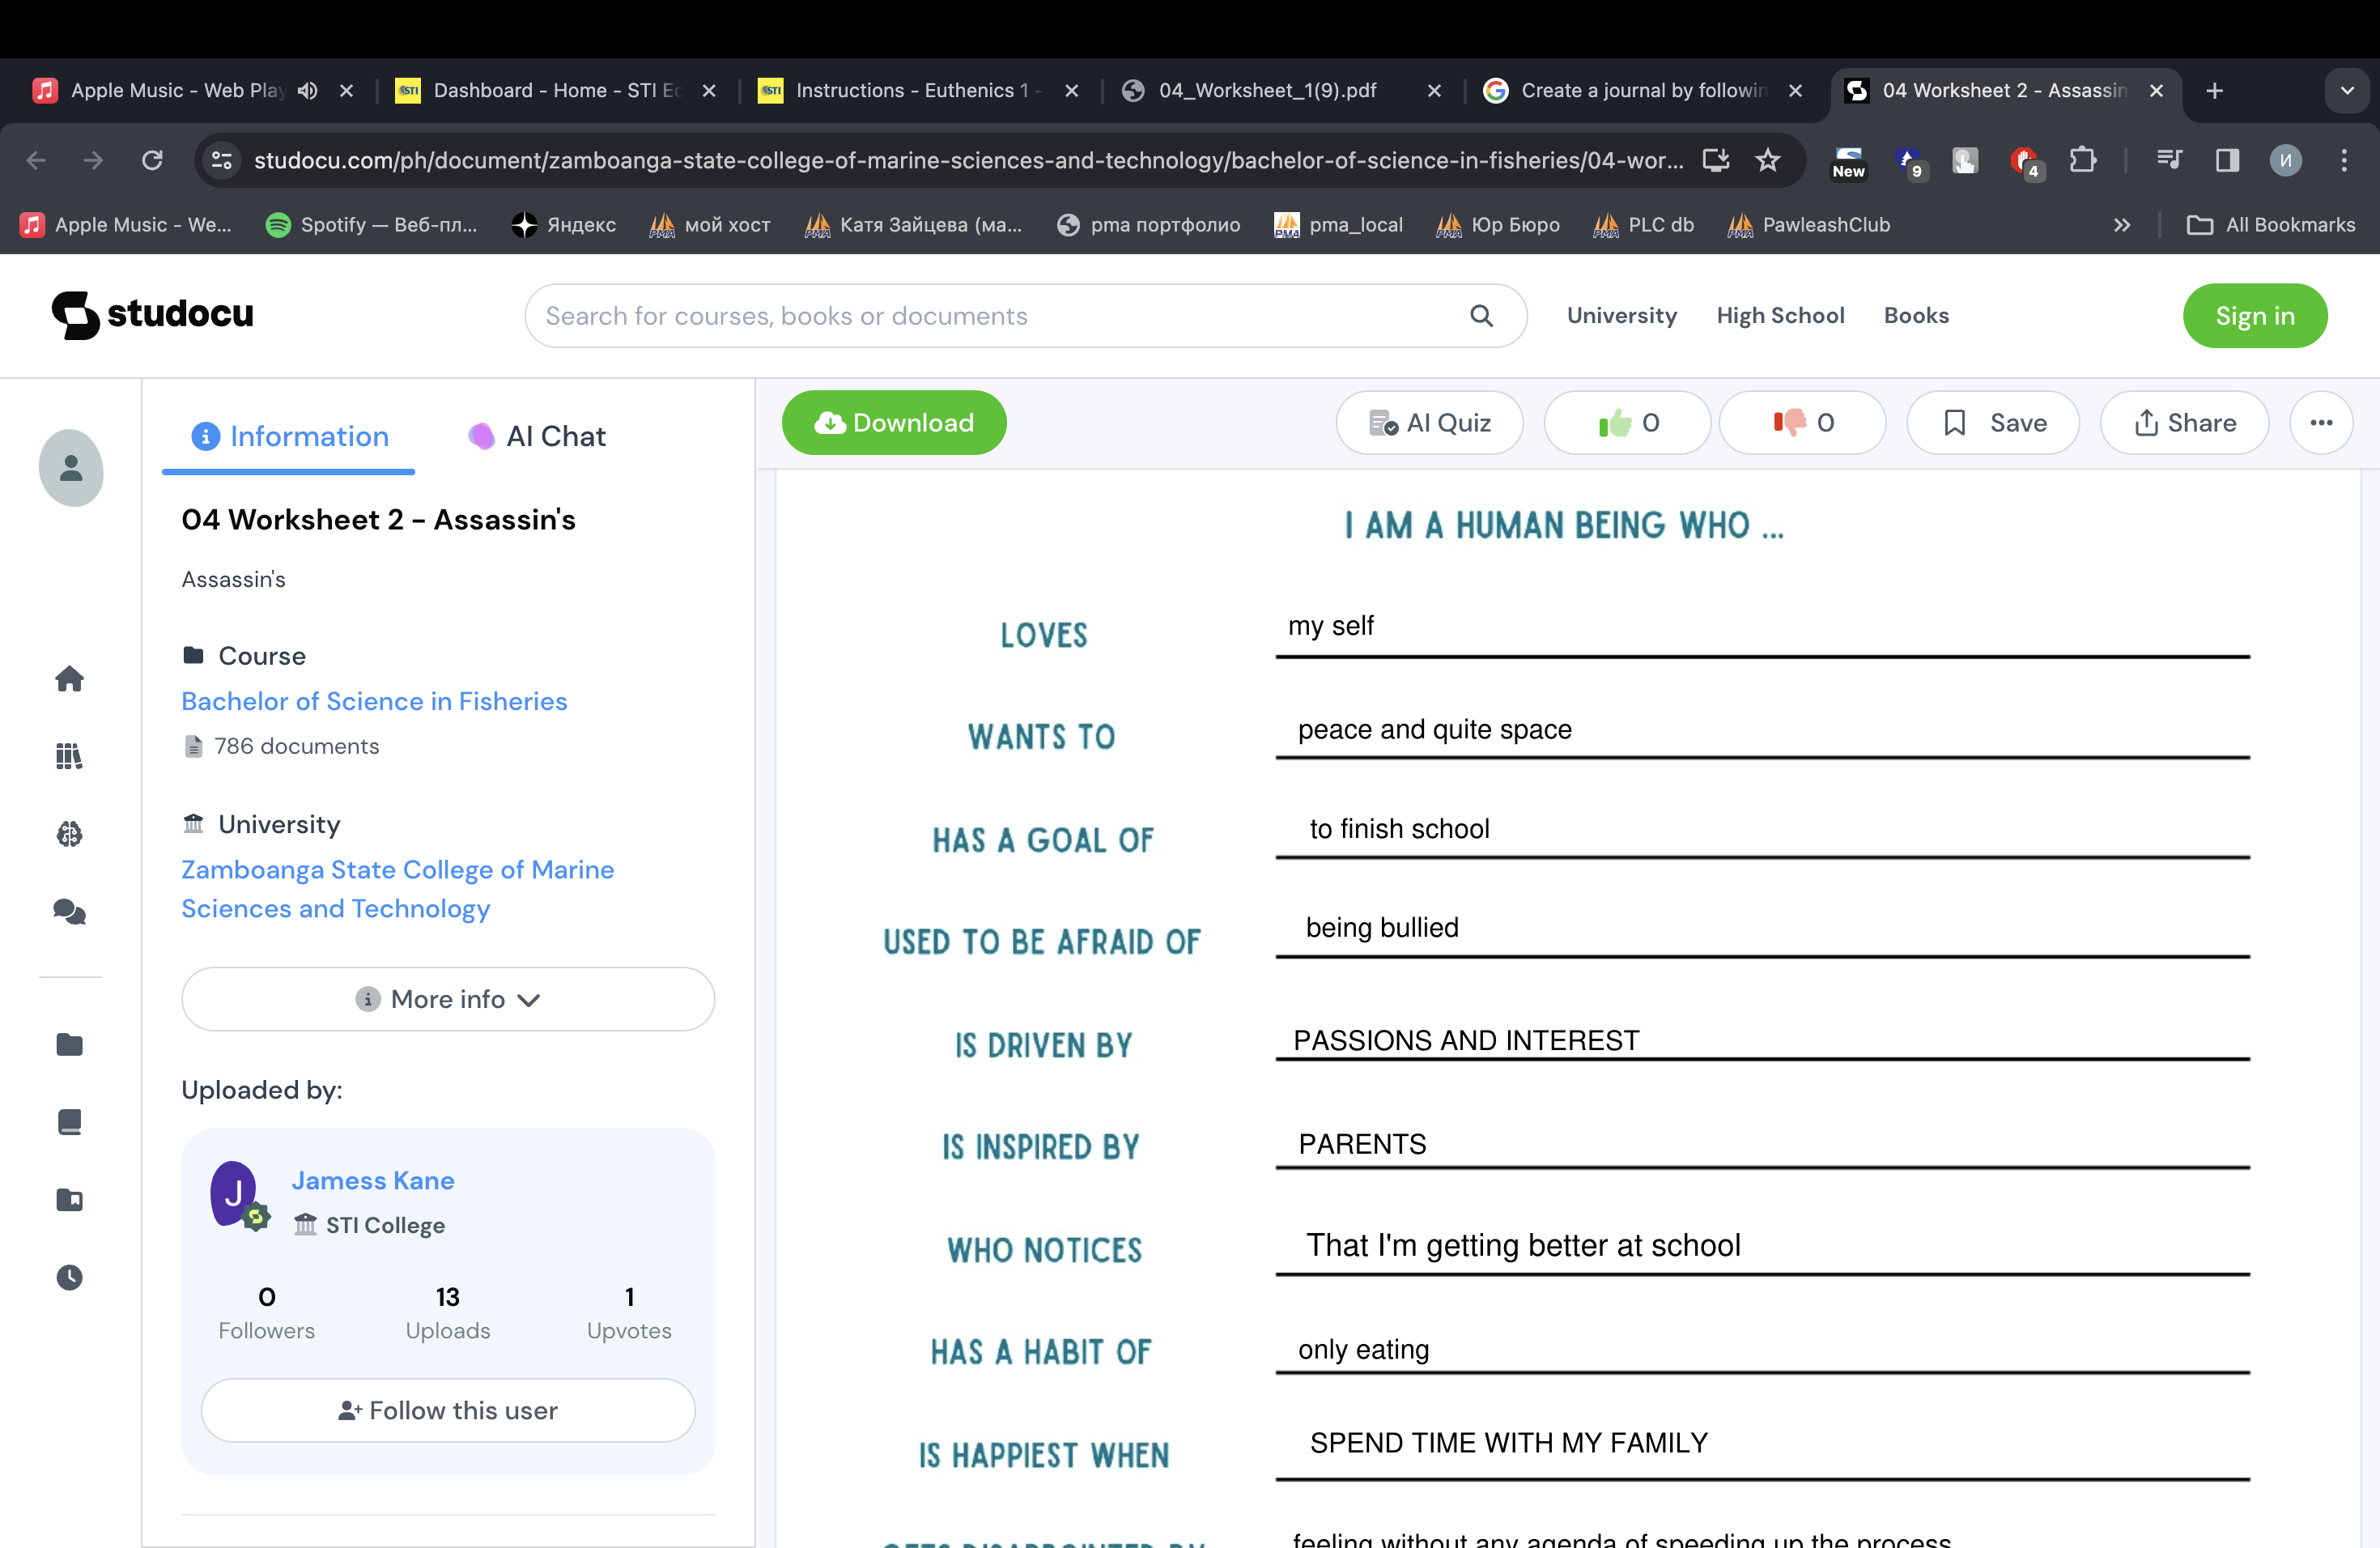 Apple Music - Web Play
Dashboard - Home - STI Ed
Instructions - Euthenics 1 -
04_Worksheet_1(9).pdf
Create a journal by followin
04 Worksheet 2 - Assassin
studocu.com/ph/document/zamboanga-state-college-of-marine-sciences-and-technology/bachelor-of-science-in-fisheries/04-wor...
New
9
4
И
Apple Music - We...
Spotify — Веб-пл...
Яндекс
мой хост
Катя Зайцева (ма...
pma портфолио
pma_local
Юр Бюро
PLC db
PawleashClub
All Bookmarks
studocu
Search for courses, books or documents
University
High School
Books
Sign in
Information
AI Chat
Download
AI Quiz
0
0
Save
Share
04 Worksheet 2 - Assassin's
Assassin's
Course
Bachelor of Science in Fisheries
786 documents
University
Zamboanga State College of Marine
Sciences and Technology
More info
Uploaded by:
J
Jamess Kane
STI College
0
Followers
13
Uploads
1
Upvotes
Follow this user
I AM A HUMAN BEING WHO ...
LOVES my self
WANTS TO peace and quite space
HAS A GOAL OF to finish school
USED TO BE AFRAID OF being bullied
IS DRIVEN BY PASSIONS AND INTEREST
IS INSPIRED BY PARENTS
WHO NOTICES That I'm getting better at school
HAS A HABIT OF only eating
IS HAPPIEST WHEN SPEND TIME WITH MY FAMILY
GETS DISAPPOINTED BY feeling without any agenda of speeding up the process